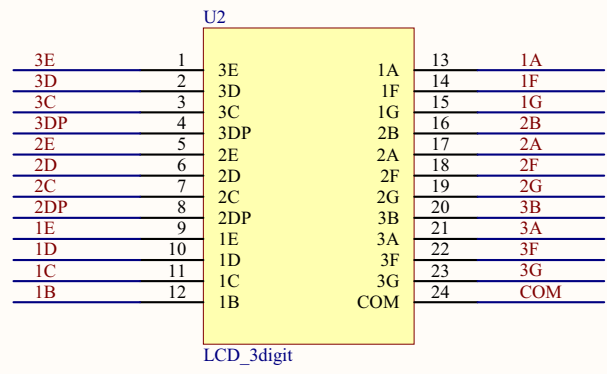 U2
3E 1 3E 1A 13 1A
3D 2 3D 1F 14 1F
3C 3 3C 1G 15 1G
3DP 4 3DP 2B 16 2B
2E 5 2E 2A 17 2A
2D 6 2D 2F 18 2F
2C 7 2C 2G 19 2G
2DP 8 2DP 3B 20 3B
1E 9 1E 3A 21 3A
1D 10 1D 3F 22 3F
1C 11 1C 3G 23 3G
1B 12 1B COM 24 COM
LCD_3digit